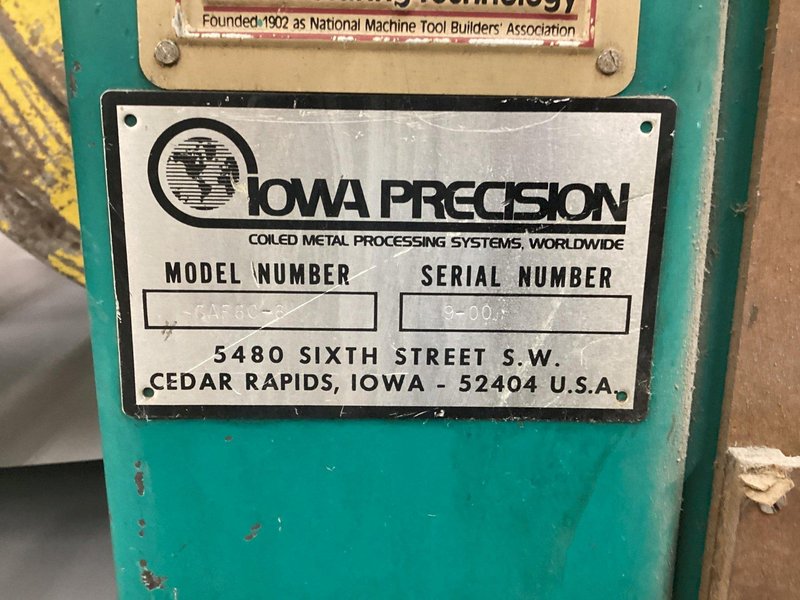 Technology
Founded 1902 as National Machine Tool Builders' Association
IOWA PRECISION
COILED METAL PROCESSING SYSTEMS, WORLDWIDE
MODEL NUMBER SERIAL NUMBER
5480 SIXTH STREET S.W.
CEDAR RAPIDS, IOWA - 52404 U.S.A.